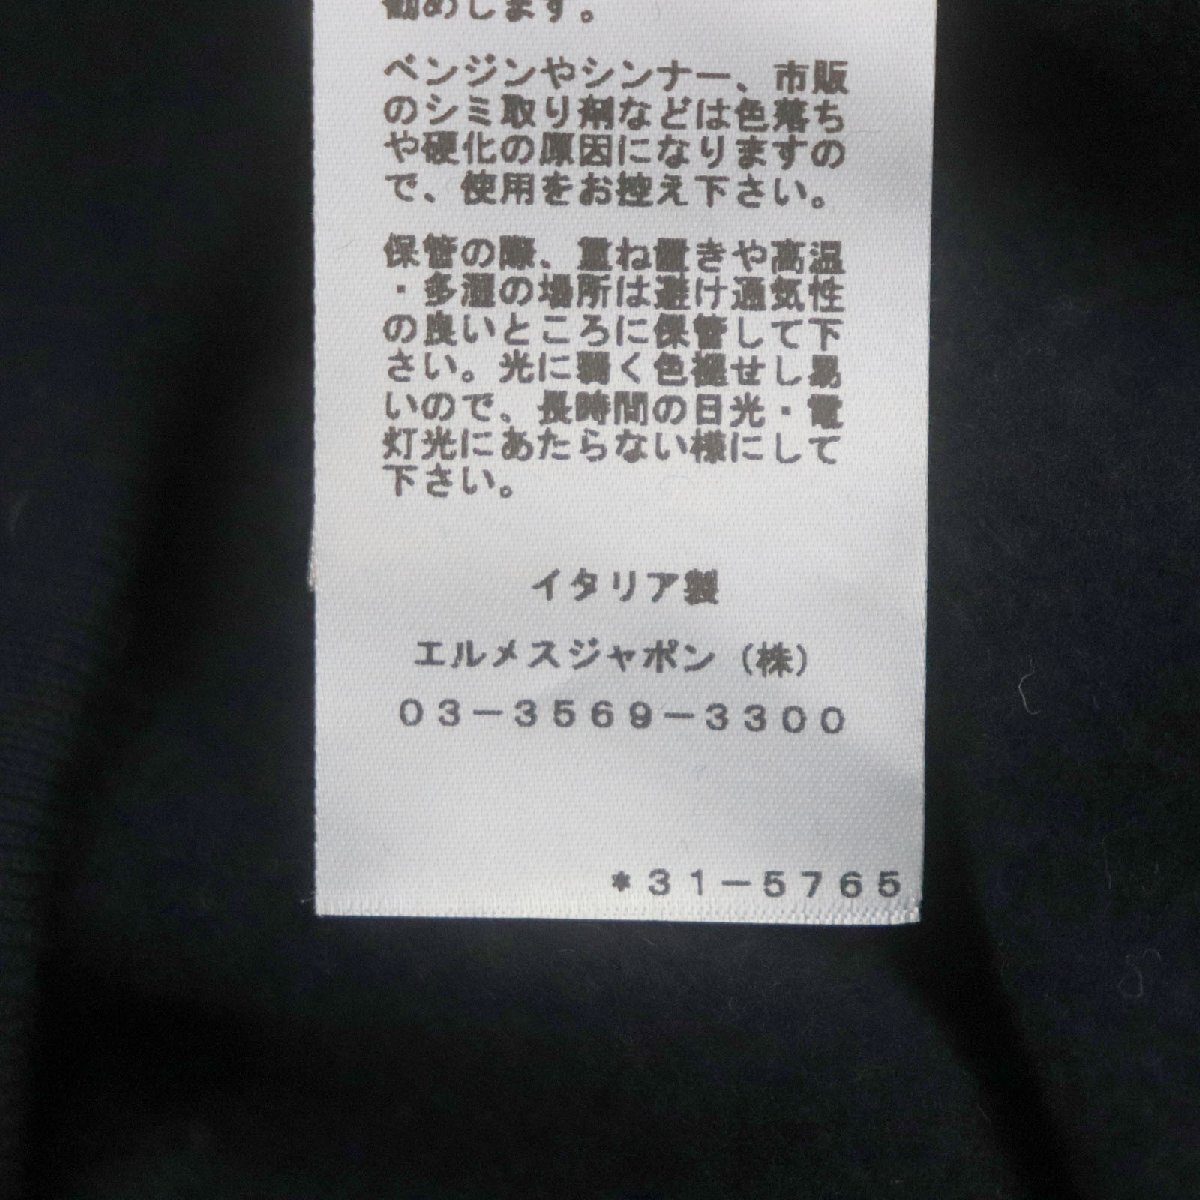 勧めします。
ベンジンやシンナー、市販
のシミ取り剤などは色落ち
や硬化の原因になりますの
で、使用をお控え下さい。
保管の際、重ね置きや高温
・多湿の場所は避け通気性
の良いところに保管して下
さい。光に弱く色褪せし易
いので、長時間の日光・電
灯光にあたらない様にして
下さい。
イタリア製
エルメスジャポン（株）
０３－３５６９－３３００
＊３１－５７６５